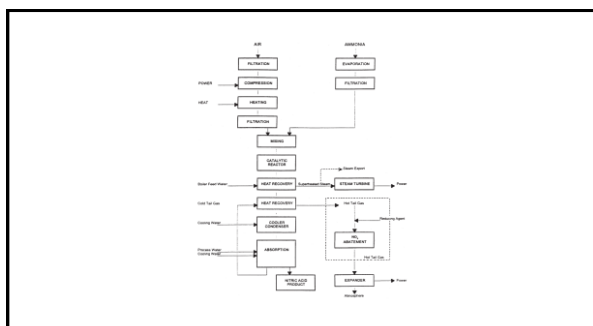 AIR
AMMONIA
FILTRATION
EVAPORATION
POWER
COMPRESSION
FILTRATION
HEAT
HEATING
FILTRATION
MIXING
CATALYTIC
REACTOR
Steam Export
Boiler Feed Water
HEAT RECOVERY
Superheated Steam
STEAM TURBINE
Power
Cold Tail Gas
HEAT RECOVERY
Hot Tail Gas
Reducing Agent
Cooling Water
COOLER
CONDENSER
NOx
ABATEMENT
Process Water
Cooling Water
ABSORPTION
Hot Tail Gas
NITRIC ACID
PRODUCT
EXPANDER
Power
Atmosphere